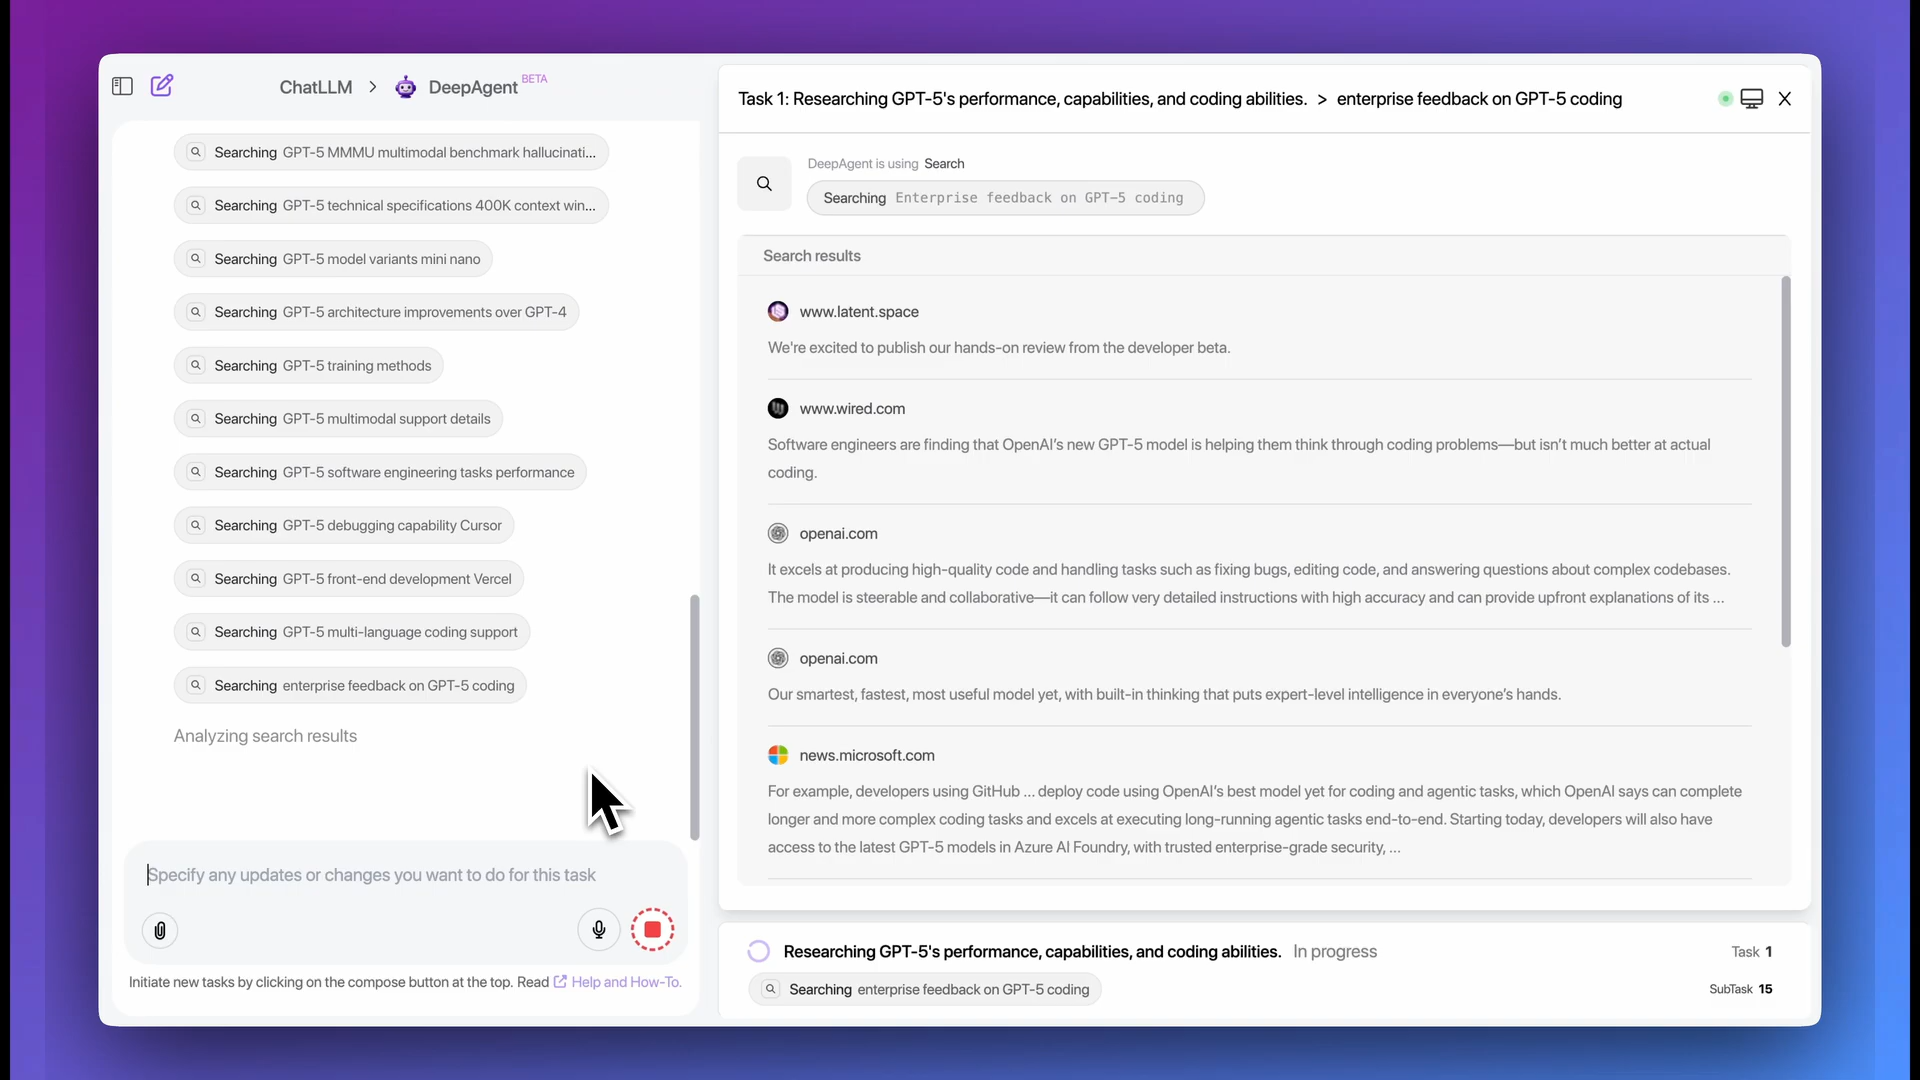 ChatLLM > DeepAgent BETA
Searching GPT-5 MMMU multimodal benchmark hallucinati...
Searching GPT-5 technical specifications 400K context win...
Searching GPT-5 model variants mini nano
Searching GPT-5 architecture improvements over GPT-4
Searching GPT-5 training methods
Searching GPT-5 multimodal support details
Searching GPT-5 software engineering tasks performance
Searching GPT-5 debugging capability Cursor
Searching GPT-5 front-end development Vercel
Searching GPT-5 multi-language coding support
Searching enterprise feedback on GPT-5 coding
Analyzing search results
Specify any updates or changes you want to do for this task
Initiate new tasks by clicking on the compose button at the top. Read Help and How-To.
Task 1: Researching GPT-5's performance, capabilities, and coding abilities. > enterprise feedback on GPT-5 coding
DeepAgent is using Search
Searching Enterprise feedback on GPT-5 coding
Search results
www.latent.space
We're excited to publish our hands-on review from the developer beta.
www.wired.com
Software engineers are finding that OpenAI's new GPT-5 model is helping them think through coding problems—but isn't much better at actual
coding.
openai.com
It excels at producing high-quality code and handling tasks such as fixing bugs, editing code, and answering questions about complex codebases.
The model is steerable and collaborative—it can follow very detailed instructions with high accuracy and can provide upfront explanations of its ...
openai.com
Our smartest, fastest, most useful model yet, with built-in thinking that puts expert-level intelligence in everyone's hands.
news.microsoft.com
For example, developers using GitHub ... deploy code using OpenAI's best model yet for coding and agentic tasks, which OpenAI says can complete
longer and more complex coding tasks and excels at executing long-running agentic tasks end-to-end. Starting today, developers will also have
access to the latest GPT-5 models in Azure AI Foundry, with trusted enterprise-grade security, ...
Researching GPT-5's performance, capabilities, and coding abilities. In progress
Task 1
Searching enterprise feedback on GPT-5 coding
SubTask 15